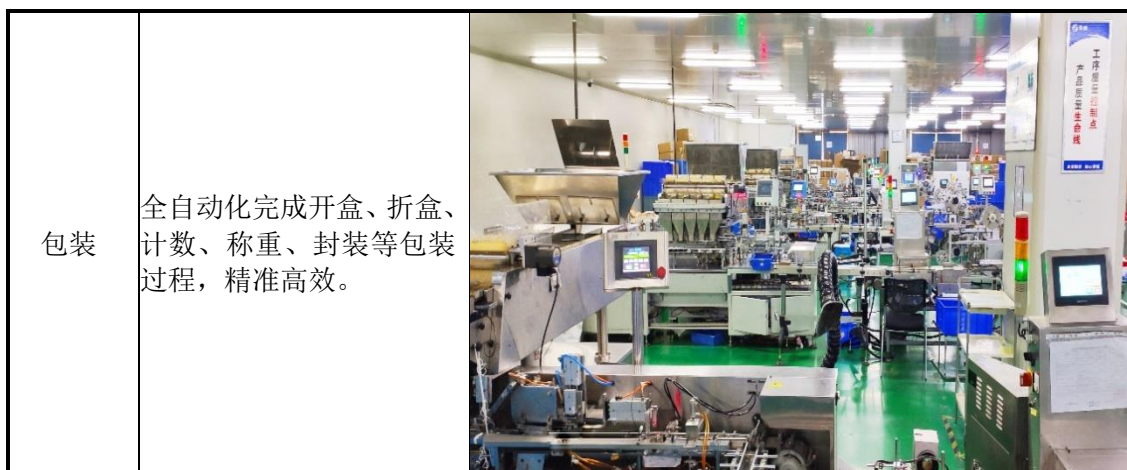 包装
全自动化完成开盒、折盒、
计数、称重、封装等包装
过程，精准高效。
工序质量控制点
产品质量生命线